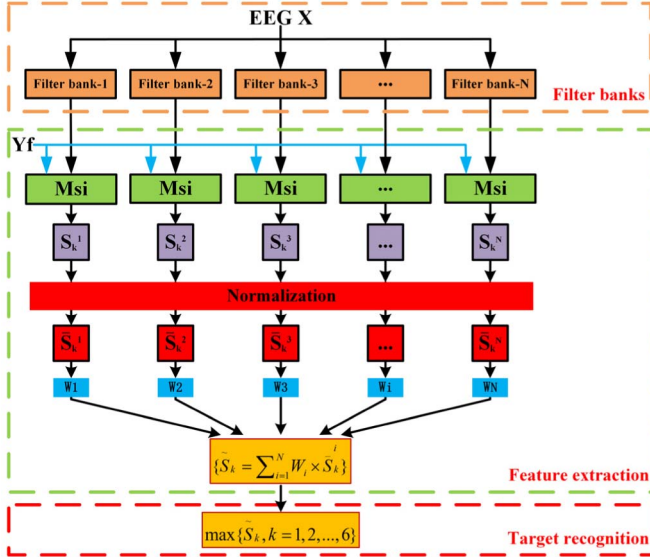 EEG X
Filter bank-1 Filter bank-2 Filter bank-3 ... Filter bank-N
Filter banks
Yf
Msi Msi Msi ... Msi
S_k^1 S_k^2 S_k^3 ... S_k^N
Normalization
S̄_k^1 S̄_k^2 S̄_k^3 ... S̄_k^N
W1 W2 W3 Wi WN
{S̃_k = ∑_{i=1}^N W_i × S̄_k^i}
Feature extraction
max{S̃_k, k = 1, 2, ..., 6}
Target recognition